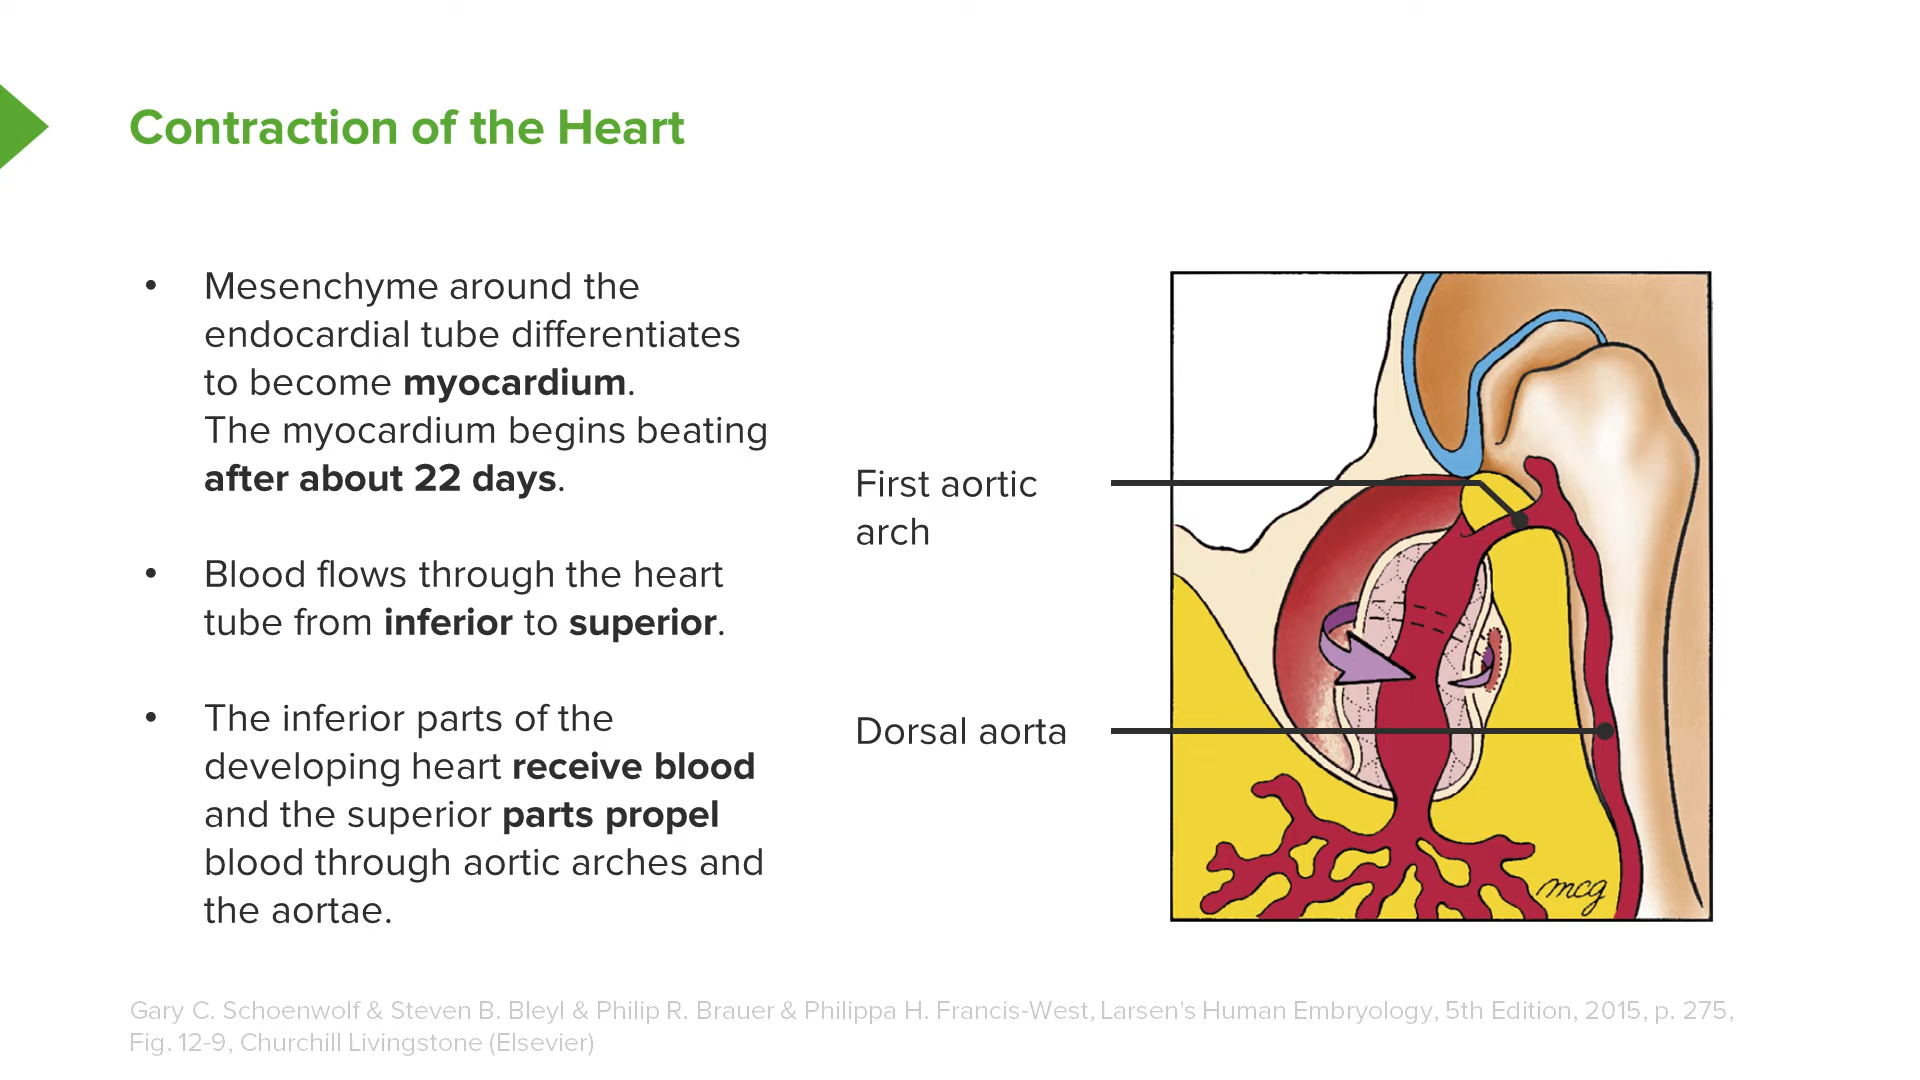 Contraction of the Heart
• Mesenchyme around the
endocardial tube differentiates
to become myocardium.
The myocardium begins beating
after about 22 days.
• Blood flows through the heart
tube from inferior to superior.
• The inferior parts of the
developing heart receive blood
and the superior parts propel
blood through aortic arches and
the aortae.
First aortic
arch
Dorsal aorta
mcg
Gary C. Schoenwolf & Steven B. Bleyl & Philip R. Brauer & Philippa H. Francis-West, Larsen's Human Embryology, 5th Edition, 2015, p. 275,
Fig. 12-9, Churchill Livingstone (Elsevier)